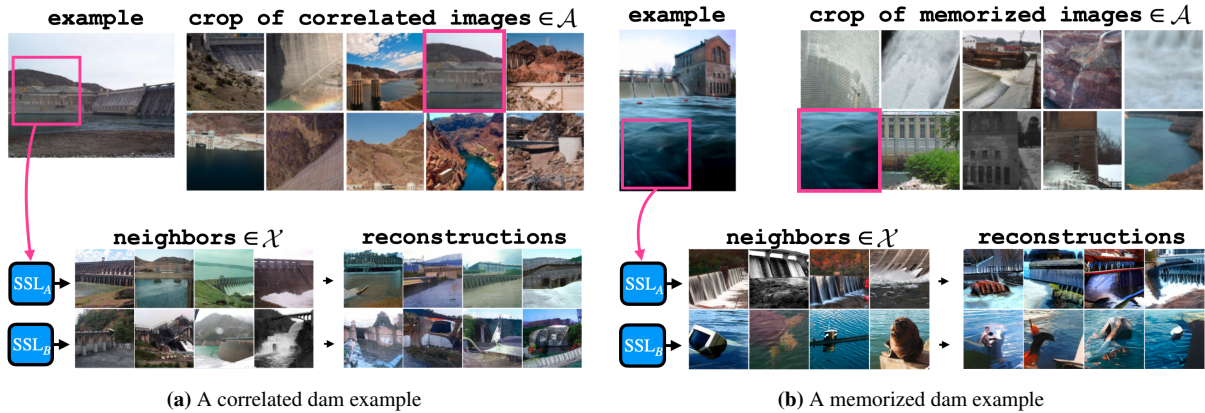 example
crop of correlated images ∈ 𝒜
neighbors ∈ 𝒳
reconstructions
SSL_A
SSL_B
(a) A correlated dam example
example
crop of memorized images ∈ 𝒜
neighbors ∈ 𝒳
reconstructions
SSL_A
SSL_B
(b) A memorized dam example